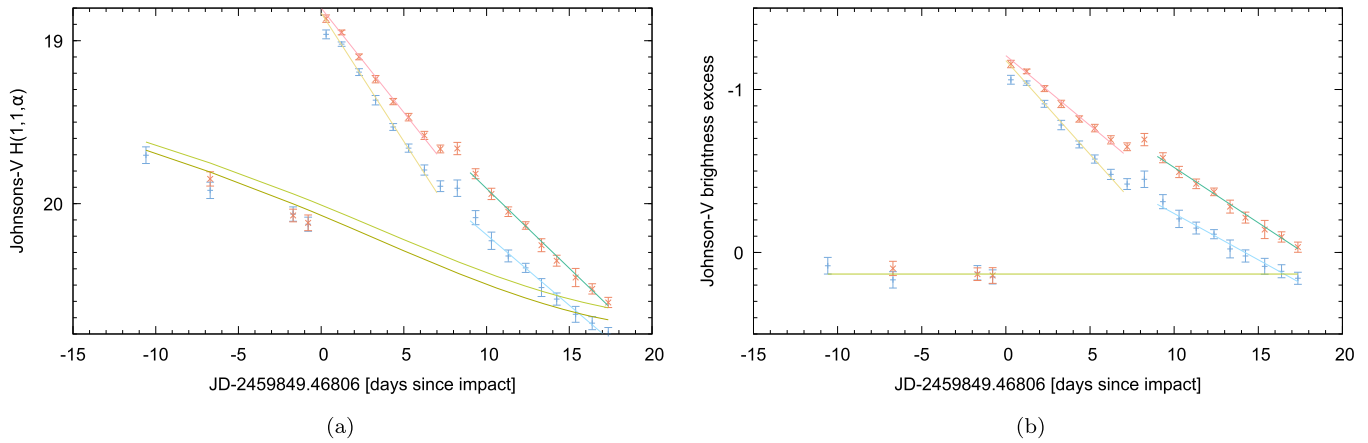 Johnsons-V H(1,1,α)
19
20
-15 -10 -5 0 5 10 15 20
JD-2459849.46806 [days since impact]
(a)
Johnson-V brightness excess
-1
0
-15 -10 -5 0 5 10 15 20
JD-2459849.46806 [days since impact]
(b)